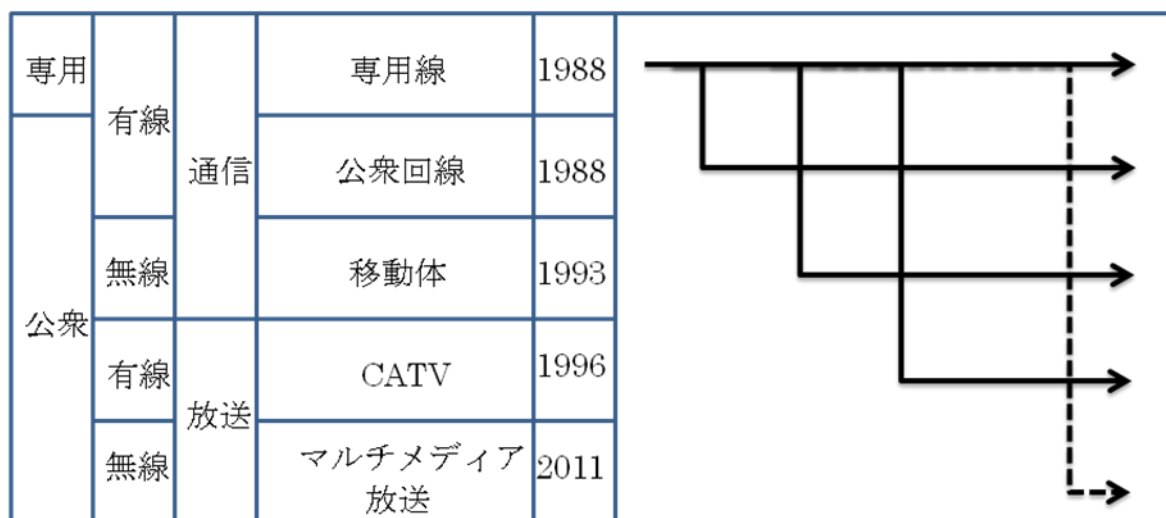 専用
有線
通信
専用線
1988
公衆
公衆回線
1988
無線
移動体
1993
有線
放送
CATV
1996
無線
マルチメディア
放送
2011